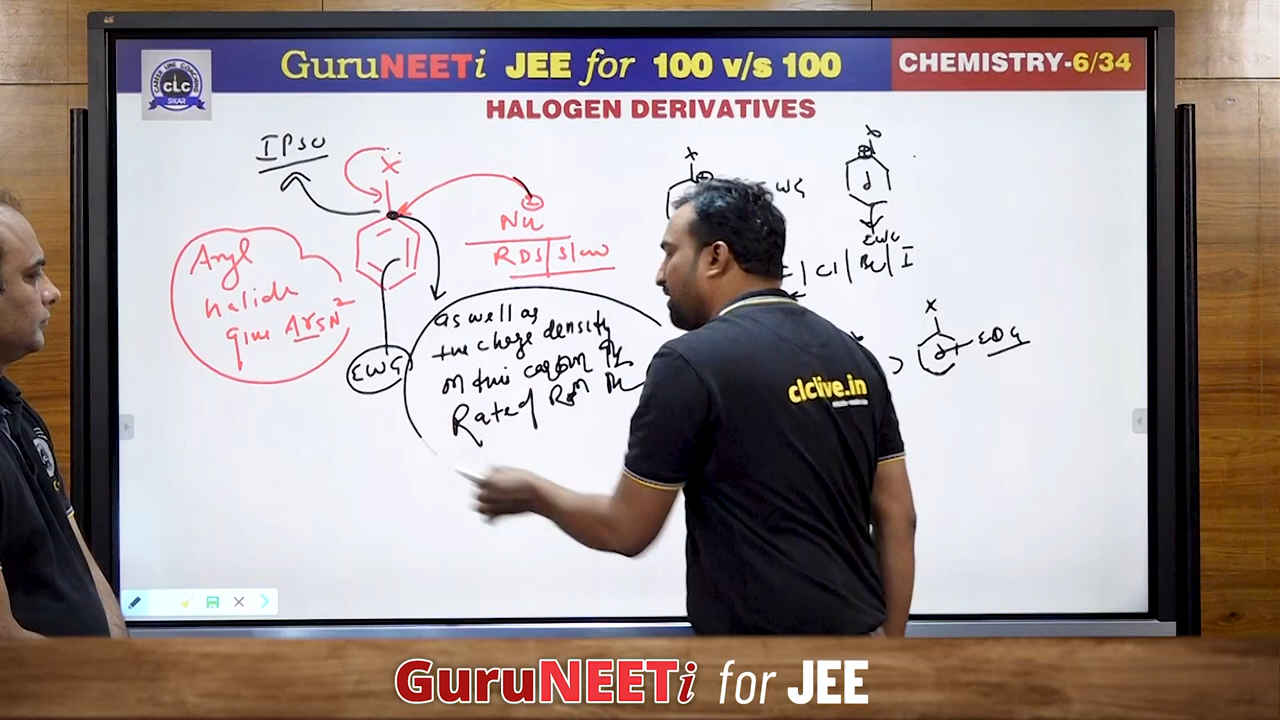 GuruNEETi JEE for 100 v/s 100
CHEMISTRY-6/34
CLC
SIKAR
HALOGEN DERIVATIVES
IPSO
X
Nu
RDS/slow
Aryl
halide
give ArSN2
EWG
as well as
the charge density
on this carbon
Rate of Rxn
X
X
EWG
Cl | Br | I
X
> EDG
clclive.in
GuruNEETi for JEE